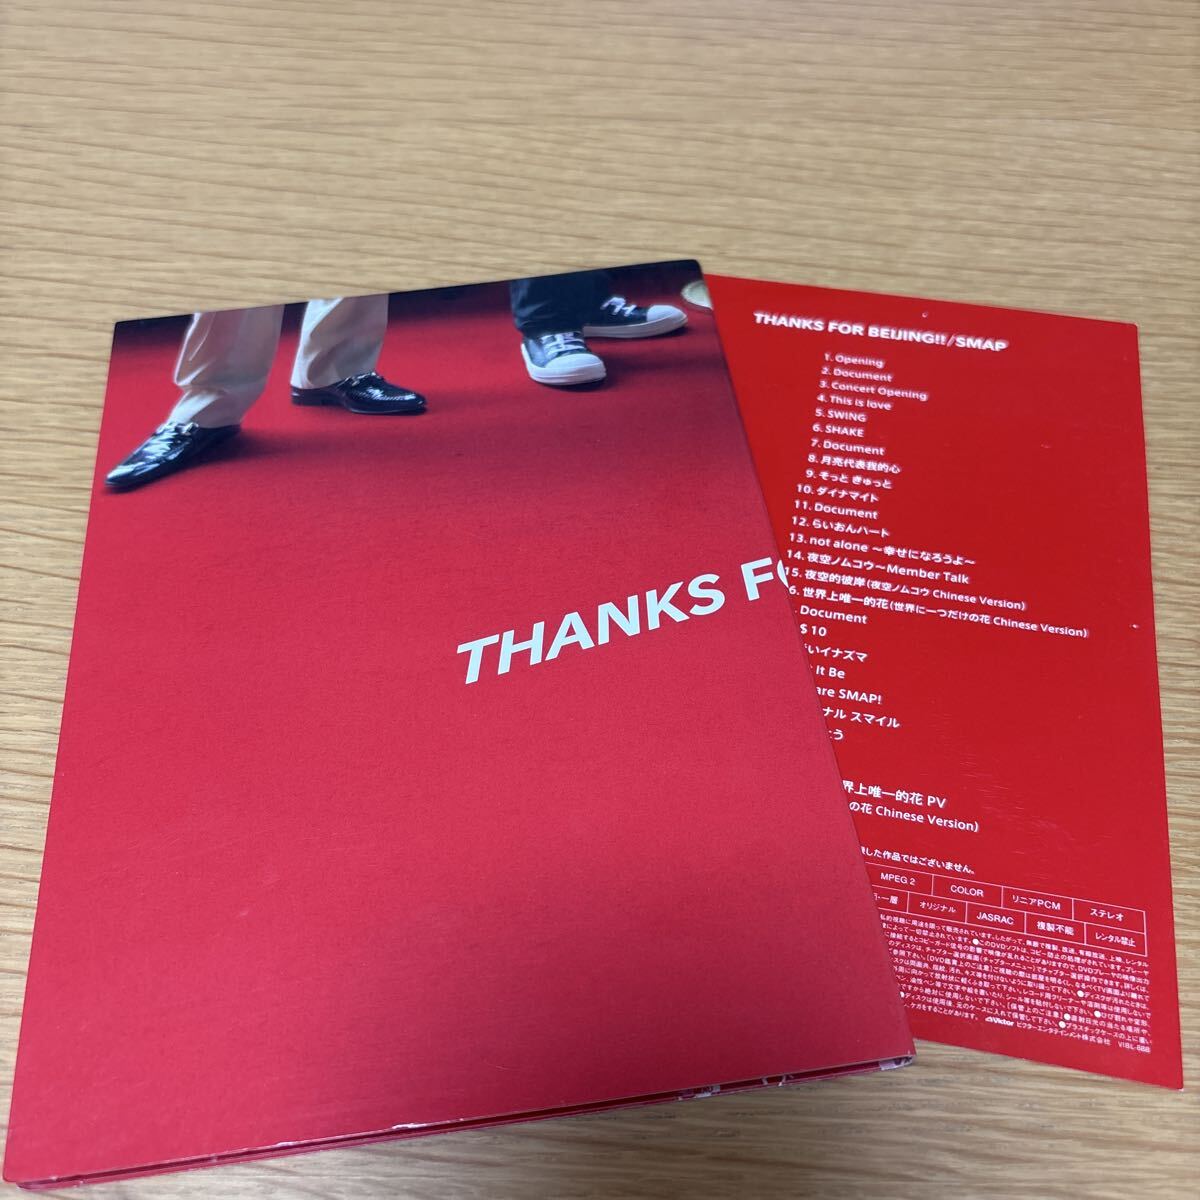 THANKS FO
THANKS FOR BEIJING!!/SMAP
1. Opening
2. Document
3. Concert Opening
4. This is love
5. SWING
6. SHAKE
7. Document
8. 月亮代表我的心
9. そっと きゅっと
10. ダイナマイト
11. Document
12. らいおんハート
13. not alone ～幸せになろうよ～
14. 夜空ノムコウ～Member Talk
15. 夜空的彼岸(夜空ノムコウ Chinese Version)
6. 世界上唯一的花(世界に一つだけの花 Chinese Version)
. Document
$10
いイナズマ
It Be
are SMAP!
ナル スマイル
う
界上唯一的花 PV
の花 Chinese Version)
した作品ではございません。
MPEG 2
COLOR
リニアPCM
ステレオ
・一層
オリジナル
JASRAC
複製不能
レンタル禁止
Victor ビクターエンタテインメント株式会社 VIBL-888